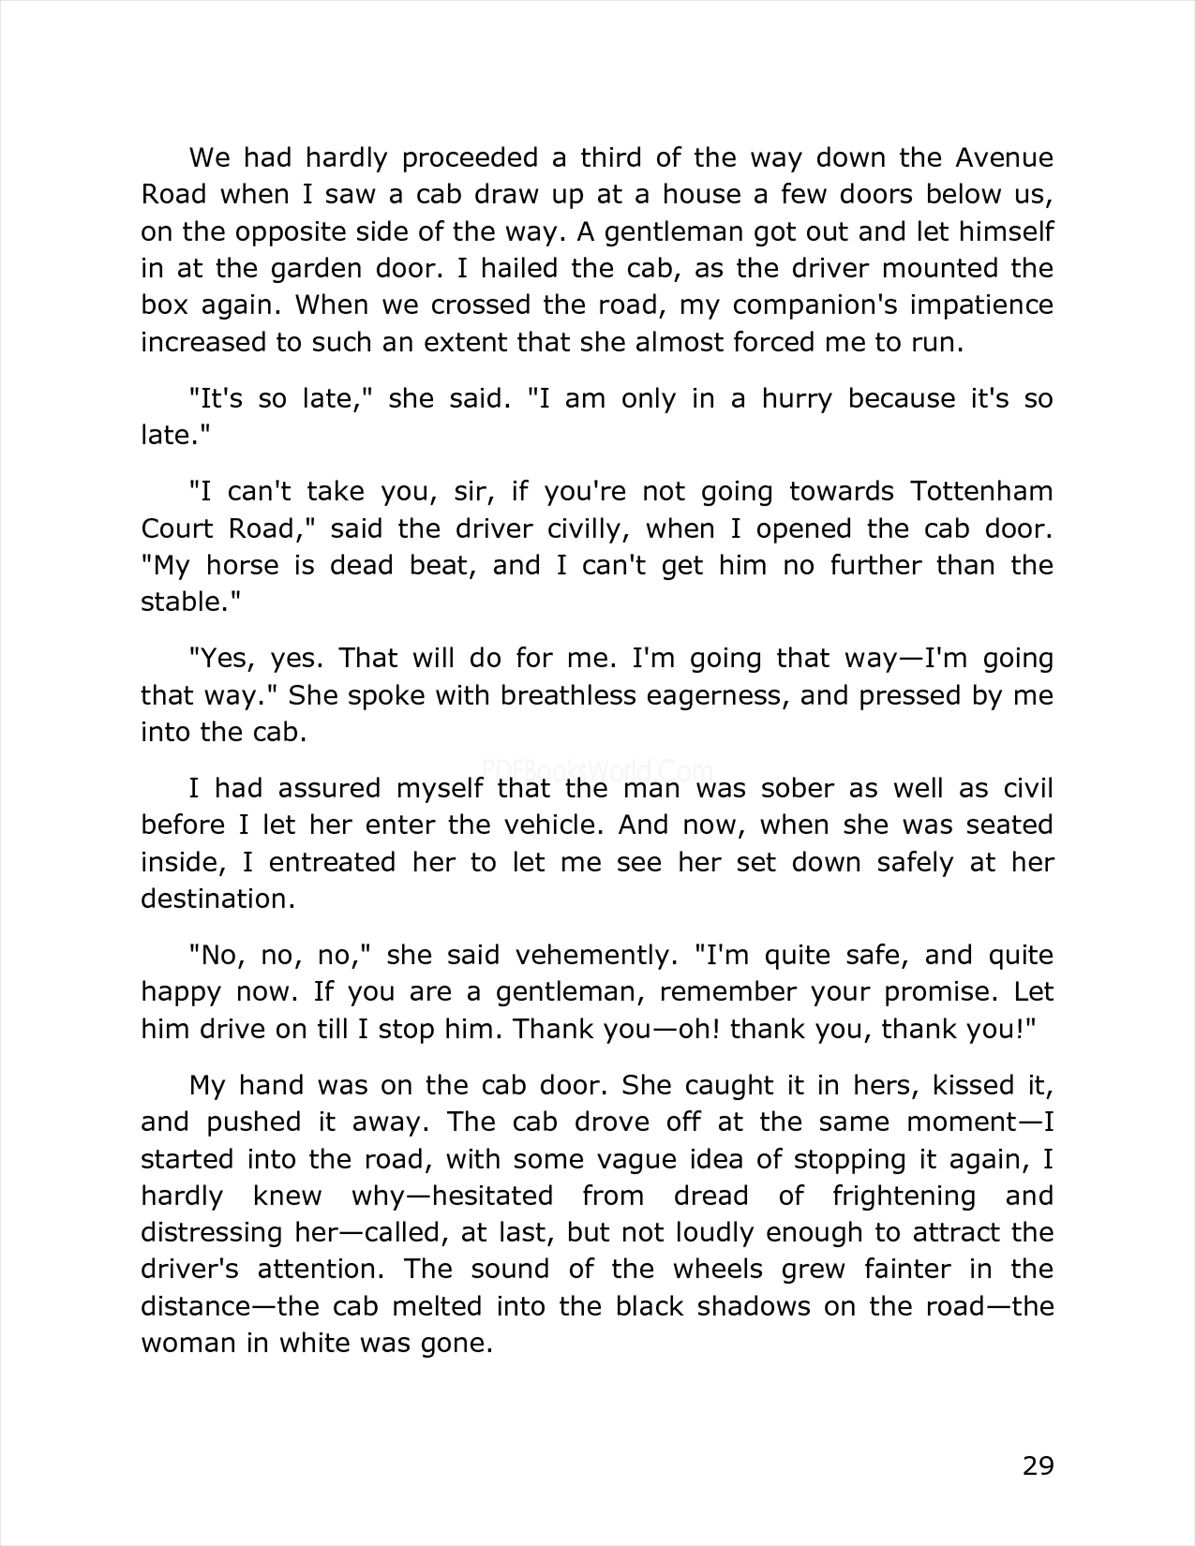 We had hardly proceeded a third of the way down the Avenue
Road when I saw a cab draw up at a house a few doors below us,
on the opposite side of the way. A gentleman got out and let himself
in at the garden door. I hailed the cab, as the driver mounted the
box again. When we crossed the road, my companion's impatience
increased to such an extent that she almost forced me to run.
"It's so late," she said. "I am only in a hurry because it's so
late."
"I can't take you, sir, if you're not going towards Tottenham
Court Road," said the driver civilly, when I opened the cab door.
"My horse is dead beat, and I can't get him no further than the
stable."
"Yes, yes. That will do for me. I'm going that way—I'm going
that way." She spoke with breathless eagerness, and pressed by me
into the cab.
PDFBooksWorld.Com
I had assured myself that the man was sober as well as civil
before I let her enter the vehicle. And now, when she was seated
inside, I entreated her to let me see her set down safely at her
destination.
"No, no, no," she said vehemently. "I'm quite safe, and quite
happy now. If you are a gentleman, remember your promise. Let
him drive on till I stop him. Thank you—oh! thank you, thank you!"
My hand was on the cab door. She caught it in hers, kissed it,
and pushed it away. The cab drove off at the same moment—I
started into the road, with some vague idea of stopping it again, I
hardly knew why—hesitated from dread of frightening and
distressing her—called, at last, but not loudly enough to attract the
driver's attention. The sound of the wheels grew fainter in the
distance—the cab melted into the black shadows on the road—the
woman in white was gone.
29